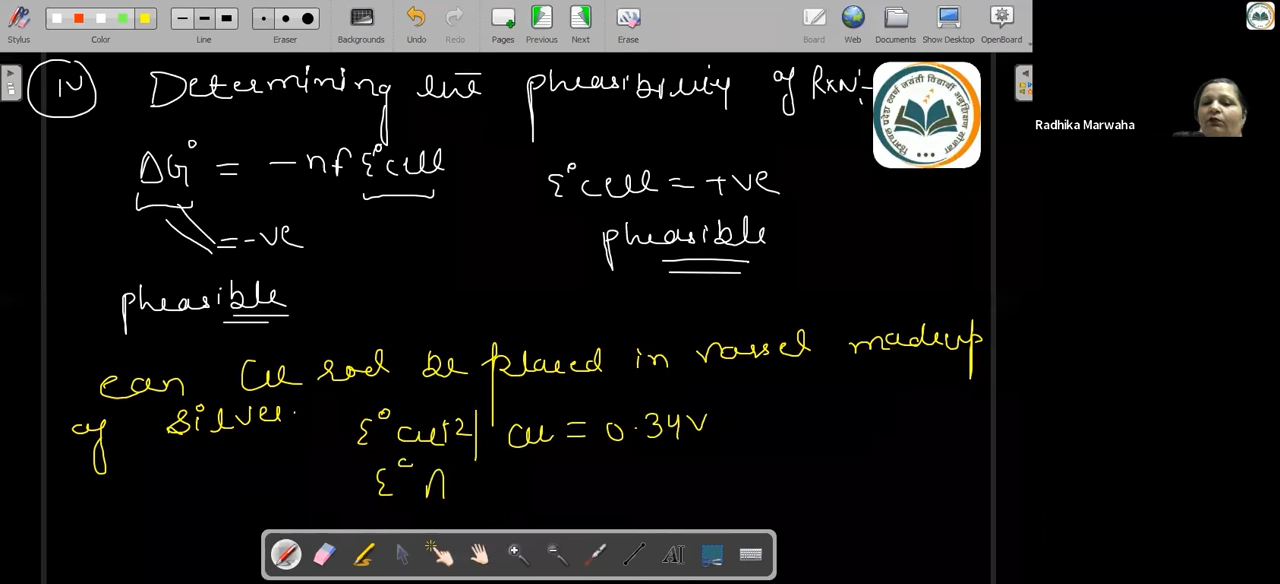 Stylus
Color
Line
Eraser
Backgrounds
Undo
Redo
Pages
Previous
Next
Erase
Board
Web
Documents
Show Desktop
OpenBoard
IV Determining the pheasibility of RXN:-
ΔG° = -nf ε°cell
ε°cell = +ve
= -ve
pheasible
pheasible
can Cu rod be placed in vassel madeup
of silver.
ε° Cu+2 | Cu = 0.34V
ε° A
Radhika Marwaha